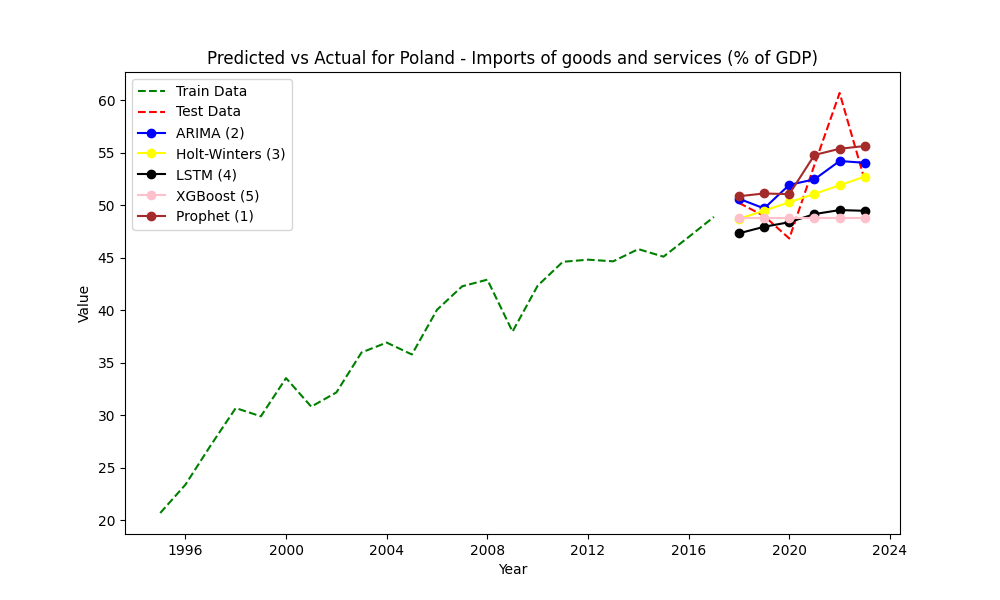 Predicted vs Actual for Poland - Imports of goods and services (% of GDP)
Train Data
Test Data
ARIMA (2)
Holt-Winters (3)
LSTM (4)
XGBoost (5)
Prophet (1)
Value
60
55
50
45
40
35
30
25
20
1996
2000
2004
2008
2012
2016
2020
2024
Year